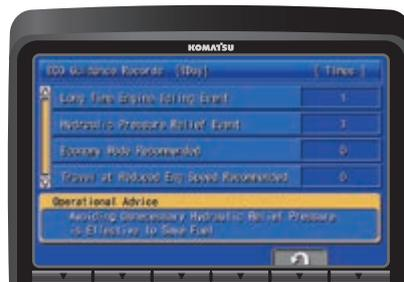 KOMATSU
ECO Guidance Records (1Day) ( Times )
Long Time Engine Idling Event 1
Hydraulic Pressure Relief Event 3
Economy Mode Recommended 0
Travel at Reduced Eng Speed Recommended 0
Operational Advice
Avoiding Unnecessary Hydraulic Relief Pressure
is Effective to Save Fuel